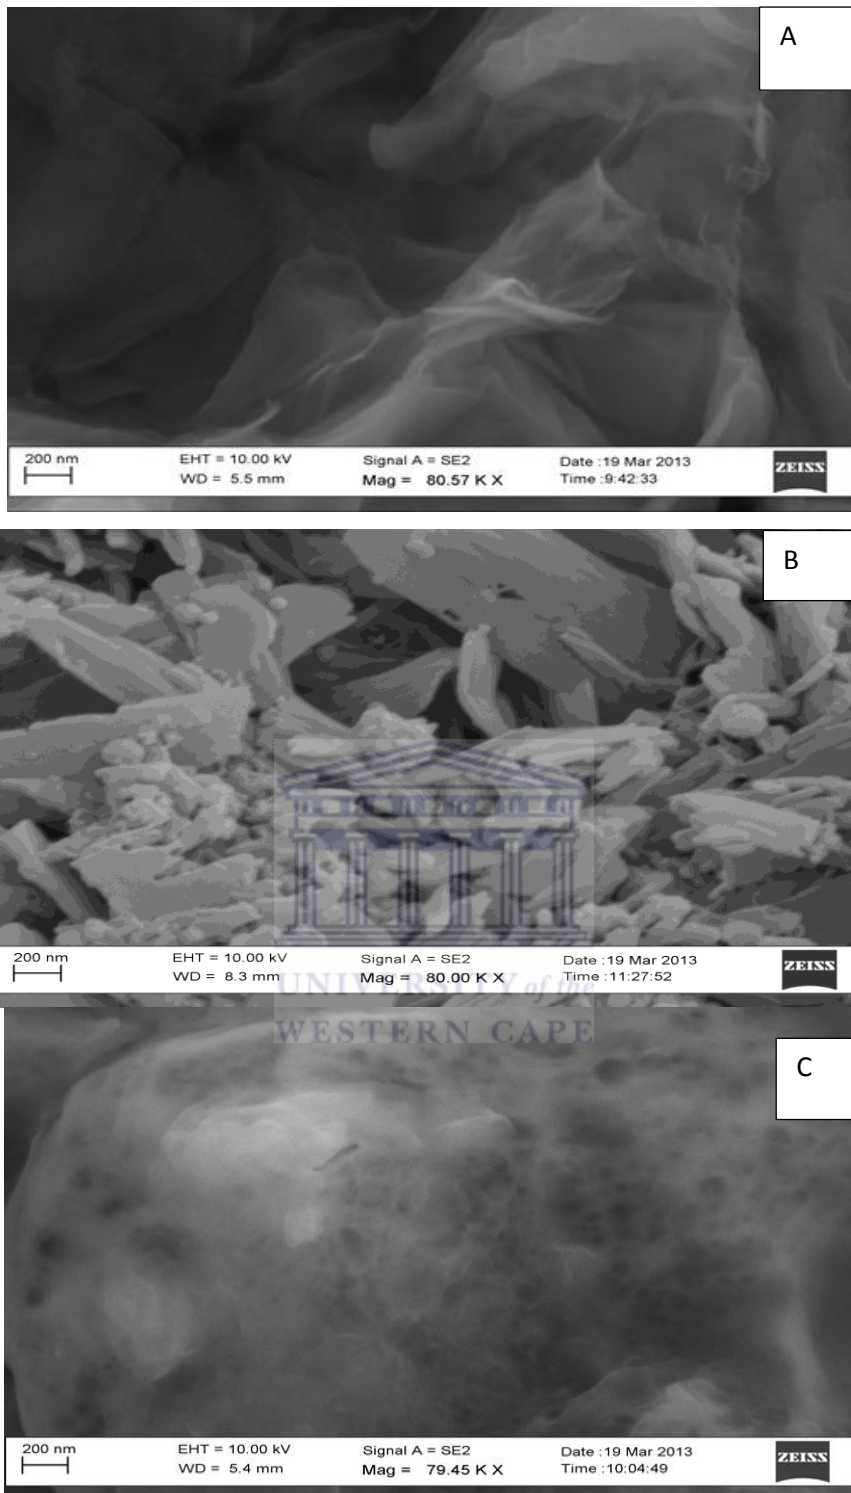 A
200 nm
EHT = 10.00 kV Signal A = SE2 Date :19 Mar 2013 ZEISS
WD = 5.5 mm Mag = 80.57 K X Time :9:42:33
B
200 nm
EHT = 10.00 kV Signal A = SE2 Date :19 Mar 2013 ZEISS
WD = 8.3 mm Mag = 80.00 K X Time :11:27:52
UNIVERSITY of the
WESTERN CAPE
C
200 nm
EHT = 10.00 kV Signal A = SE2 Date :19 Mar 2013 ZEISS
WD = 5.4 mm Mag = 79.45 K X Time :10:04:49